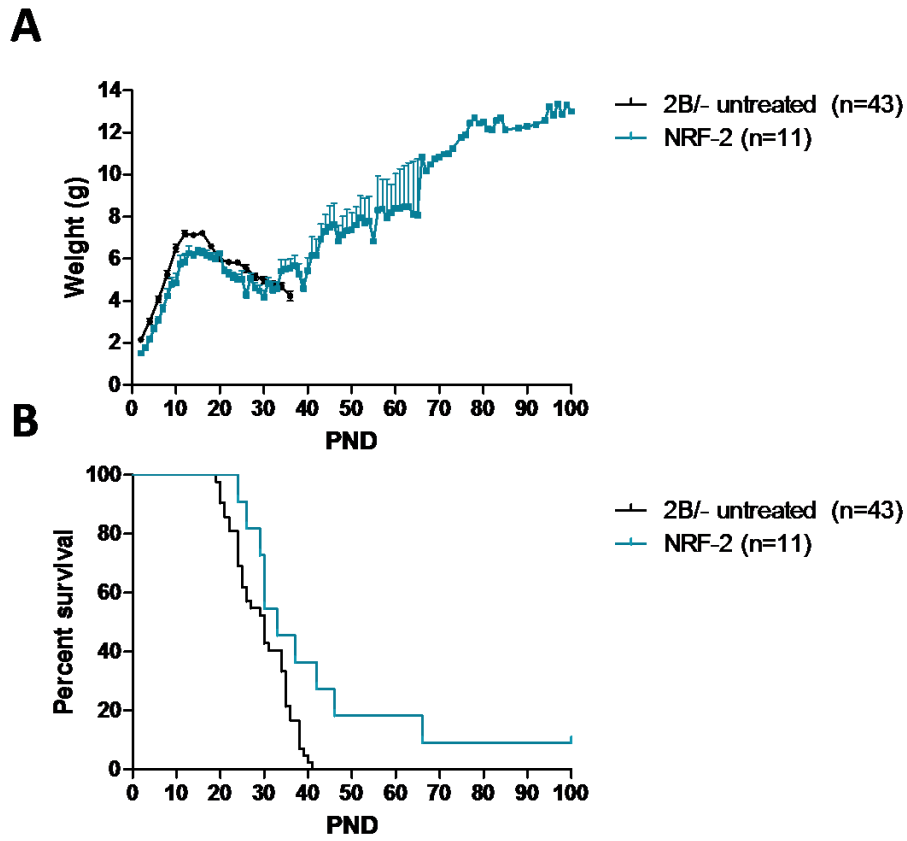 A
14
12
10
8
6
4
2
0
Weight (g)
0 10 20 30 40 50 60 70 80 90 100
PND
2B/- untreated (n=43)
NRF-2 (n=11)
B
100
80
60
40
20
0
Percent survival
0 10 20 30 40 50 60 70 80 90 100
PND
2B/- untreated (n=43)
NRF-2 (n=11)